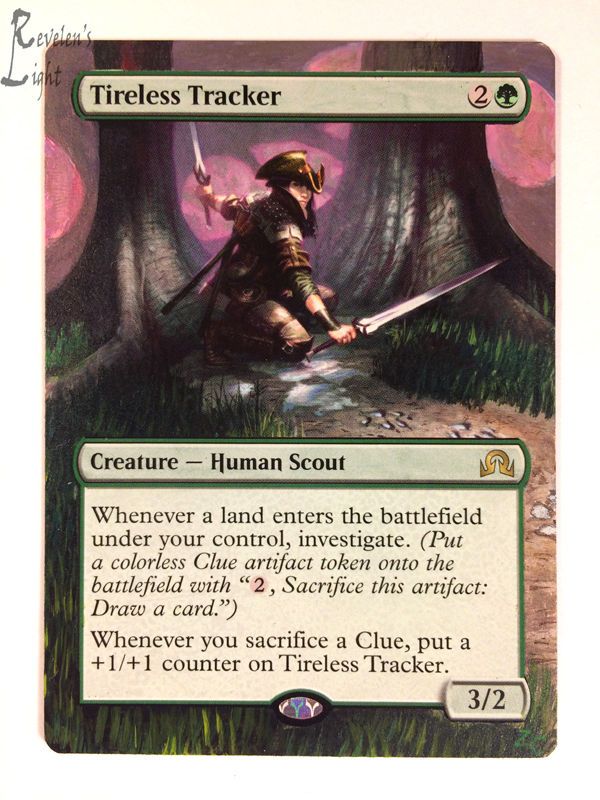 Revelen's
Light
Tireless Tracker
2
Creature — Human Scout
Whenever a land enters the battlefield
under your control, investigate. (Put
a colorless Clue artifact token onto the
battlefield with “2, Sacrifice this artifact:
Draw a card.”)
Whenever you sacrifice a Clue, put a
+1/+1 counter on Tireless Tracker.
3/2